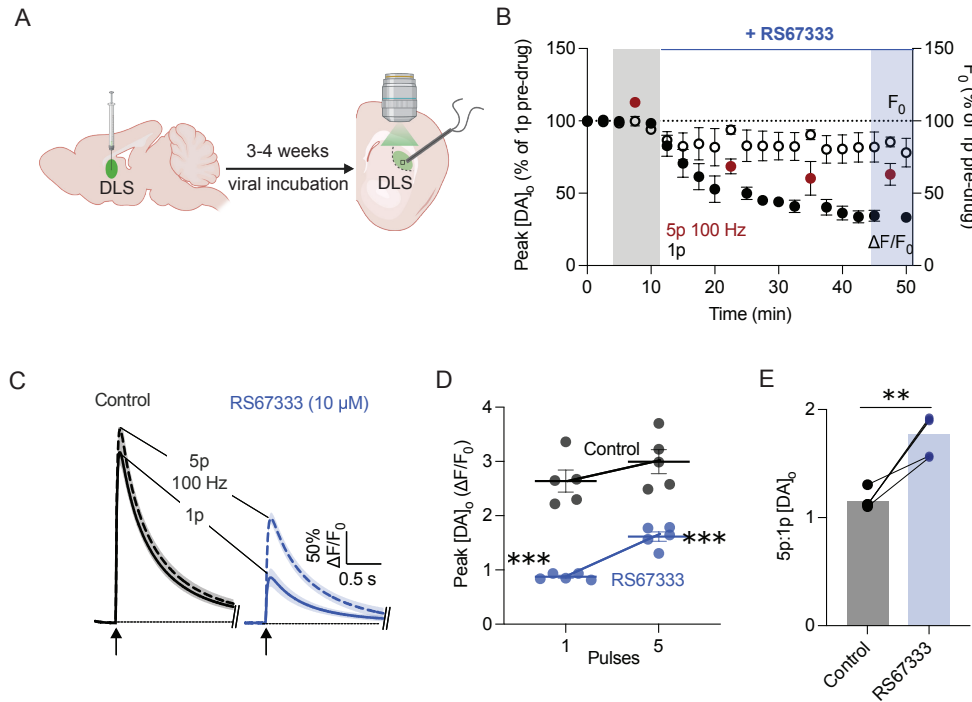 A
DLS
3-4 weeks
viral incubation
DLS
B
+ RS67333
Peak [DA]o (% of 1p pre-drug)
150
100
50
0
0
10
20
30
40
50
Time (min)
F0
5p 100 Hz
1p
ΔF/F0
150
100
50
0
F0 (% of 1p pre-drug)
C
Control
RS67333 (10 µM)
5p
100 Hz
1p
50%
ΔF/F0
0.5 s
D
Peak [DA]o (ΔF/F0)
4
3
2
1
0
Control
***
***
RS67333
1
5
Pulses
E
5p:1p [DA]o
2
1
0
**
Control
RS67333